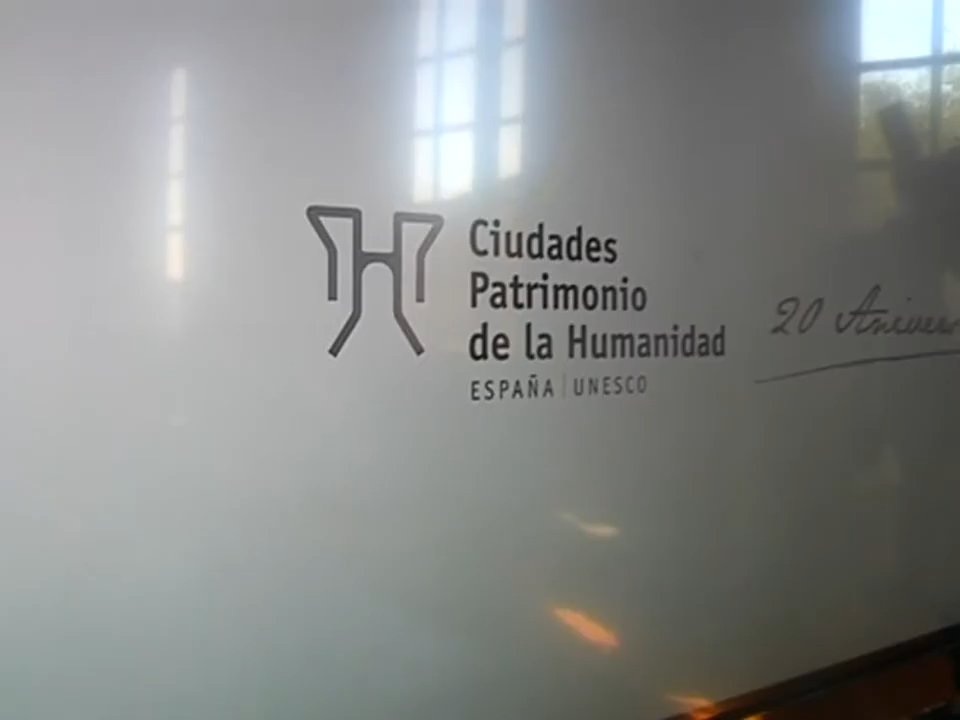 Ciudades
Patrimonio
de la Humanidad
ESPAÑA | UNESCO
20